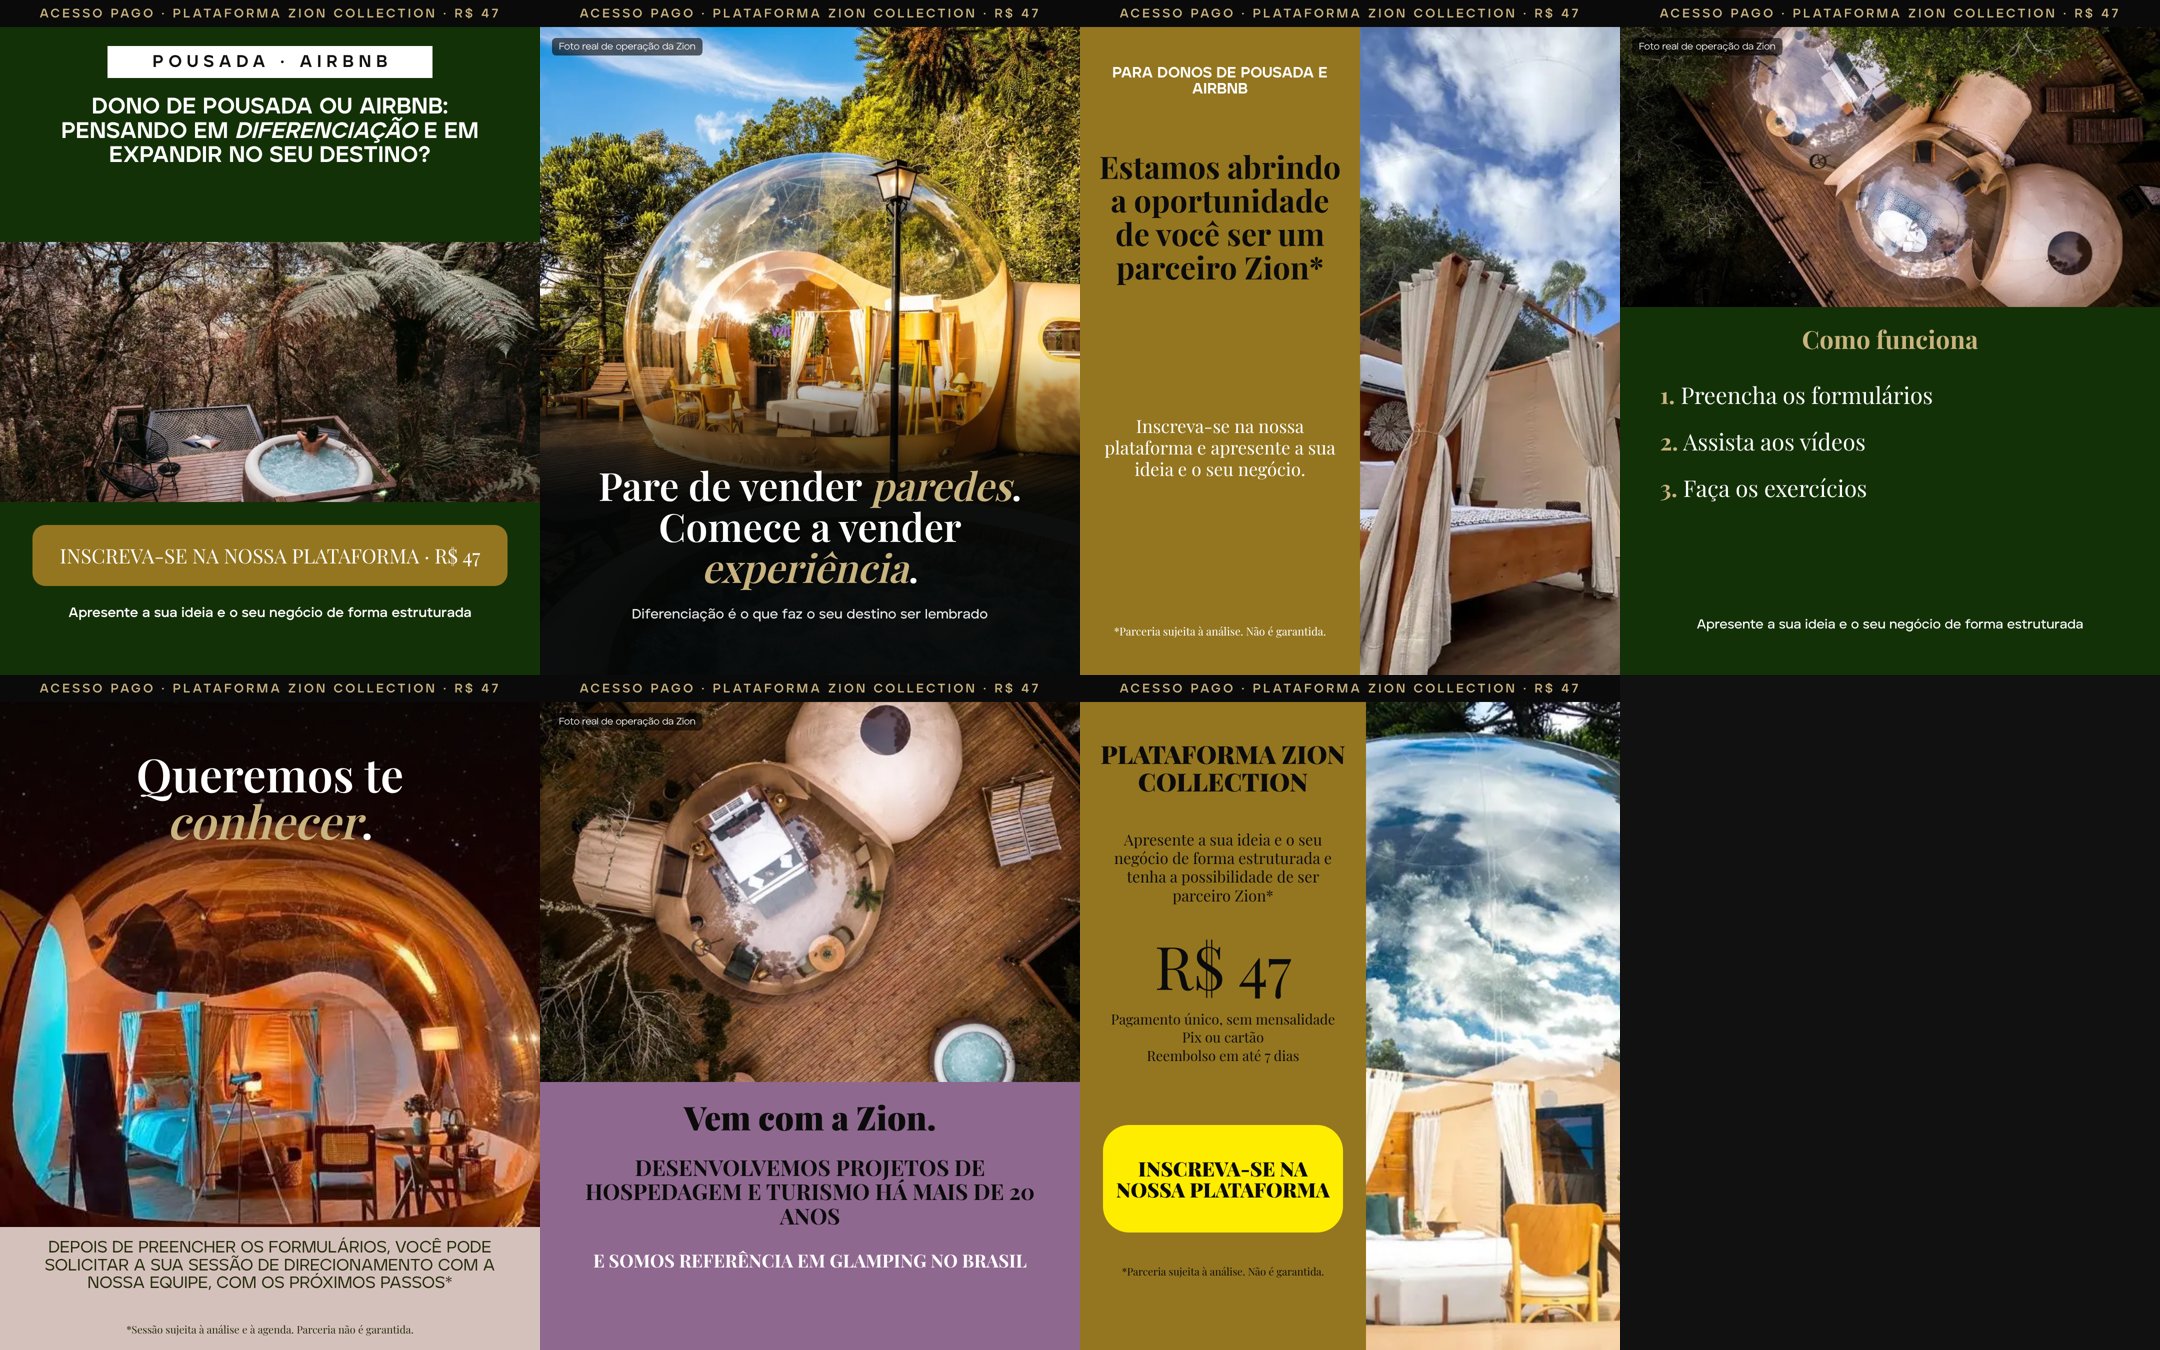 ACESSO PAGO · PLATAFORMA ZION COLLECTION · R$ 47
POUSADA · AIRBNB
DONO DE POUSADA OU AIRBNB:
PENSANDO EM DIFERENCIAÇÃO E EM
EXPANDIR NO SEU DESTINO?
INSCREVA-SE NA NOSSA PLATAFORMA · R$ 47
Apresente a sua ideia e o seu negócio de forma estruturada
ACESSO PAGO · PLATAFORMA ZION COLLECTION · R$ 47
Foto real de operação da Zion
Pare de vender paredes.
Comece a vender
experiência.
Diferenciação é o que faz o seu destino ser lembrado
ACESSO PAGO · PLATAFORMA ZION COLLECTION · R$ 47
PARA DONOS DE POUSADA E
AIRBNB
Estamos abrindo
a oportunidade
de você ser um
parceiro Zion*
Inscreva-se na nossa
plataforma e apresente a sua
ideia e o seu negócio.
*Parceria sujeita à análise. Não é garantida.
ACESSO PAGO · PLATAFORMA ZION COLLECTION · R$ 47
Foto real de operação da Zion
Como funciona
1. Preencha os formulários
2. Assista aos vídeos
3. Faça os exercícios
Apresente a sua ideia e o seu negócio de forma estruturada
ACESSO PAGO · PLATAFORMA ZION COLLECTION · R$ 47
Queremos te
conhecer.
DEPOIS DE PREENCHER OS FORMULÁRIOS, VOCÊ PODE
SOLICITAR A SUA SESSÃO DE DIRECIONAMENTO COM A
NOSSA EQUIPE, COM OS PRÓXIMOS PASSOS*
*Sessão sujeita à análise e à agenda. Parceria não é garantida.
ACESSO PAGO · PLATAFORMA ZION COLLECTION · R$ 47
Foto real de operação da Zion
Vem com a Zion.
DESENVOLVEMOS PROJETOS DE
HOSPEDAGEM E TURISMO HÁ MAIS DE 20
ANOS
E SOMOS REFERÊNCIA EM GLAMPING NO BRASIL
ACESSO PAGO · PLATAFORMA ZION COLLECTION · R$ 47
PLATAFORMA ZION
COLLECTION
Apresente a sua ideia e o seu
negócio de forma estruturada e
tenha a possibilidade de ser
parceiro Zion*
R$ 47
Pagamento único, sem mensalidade
Pix ou cartão
Reembolso em até 7 dias
INSCREVA-SE NA
NOSSA PLATAFORMA
*Parceria sujeita à análise. Não é garantida.